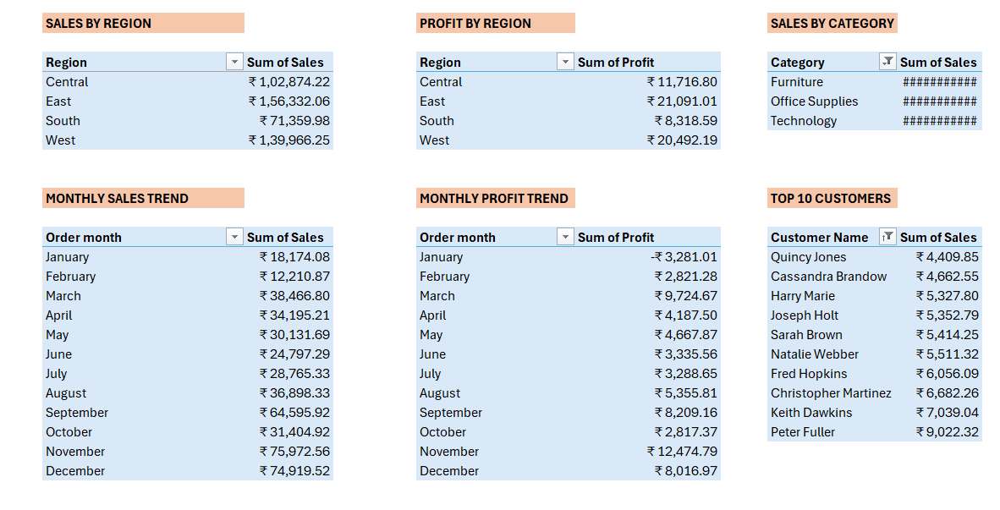 SALES BY REGION
Region Sum of Sales
Central ₹ 1,02,874.22
East ₹ 1,56,332.06
South ₹ 71,359.98
West ₹ 1,39,966.25
PROFIT BY REGION
Region Sum of Profit
Central ₹ 11,716.80
East ₹ 21,091.01
South ₹ 8,318.59
West ₹ 20,492.19
SALES BY CATEGORY
Category Sum of Sales
Furniture ###########
Office Supplies ###########
Technology ###########
MONTHLY SALES TREND
Order month Sum of Sales
January ₹ 18,174.08
February ₹ 12,210.87
March ₹ 38,466.80
April ₹ 34,195.21
May ₹ 30,131.69
June ₹ 24,797.29
July ₹ 28,765.33
August ₹ 36,898.33
September ₹ 64,595.92
October ₹ 31,404.92
November ₹ 75,972.56
December ₹ 74,919.52
MONTHLY PROFIT TREND
Order month Sum of Profit
January -₹ 3,281.01
February ₹ 2,821.28
March ₹ 9,724.67
April ₹ 4,187.50
May ₹ 4,667.87
June ₹ 3,335.56
July ₹ 3,288.65
August ₹ 5,355.81
September ₹ 8,209.16
October ₹ 2,817.37
November ₹ 12,474.79
December ₹ 8,016.97
TOP 10 CUSTOMERS
Customer Name Sum of Sales
Quincy Jones ₹ 4,409.85
Cassandra Brandow ₹ 4,662.55
Harry Marie ₹ 5,327.80
Joseph Holt ₹ 5,352.79
Sarah Brown ₹ 5,414.25
Natalie Webber ₹ 5,511.32
Fred Hopkins ₹ 6,056.09
Christopher Martinez ₹ 6,682.26
Keith Dawkins ₹ 7,039.04
Peter Fuller ₹ 9,022.32